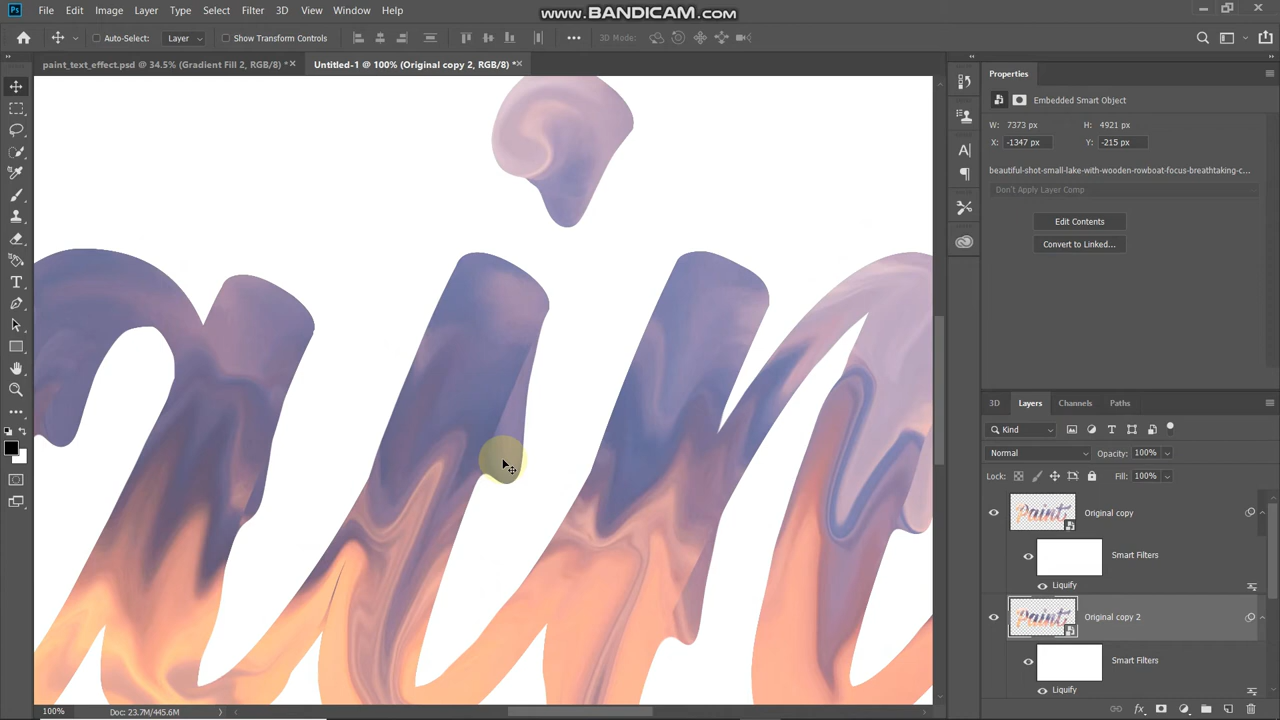 www.BANDICAM.com
Ps File Edit Image Layer Type Select Filter 3D View Window Help
Auto-Select: Layer Show Transform Controls 3D Mode:
paint_text_effect.psd @ 34.5% (Gradient Fill 2, RGB/8) * Untitled-1 @ 100% (Original copy 2, RGB/8) *
Properties
Embedded Smart Object
W: 7373 px H: 4921 px
X: -1347 px Y: -215 px
beautiful-shot-small-lake-with-wooden-rowboat-focus-breathtaking-c...
Don't Apply Layer Comp
Edit Contents
Convert to Linked...
3D Layers Channels Paths
Kind
Normal Opacity: 100%
Lock: Fill: 100%
Paint
Original copy
Smart Filters
Liquify
Paint
Original copy 2
Smart Filters
Liquify
100% Doc: 23.7M/445.6M